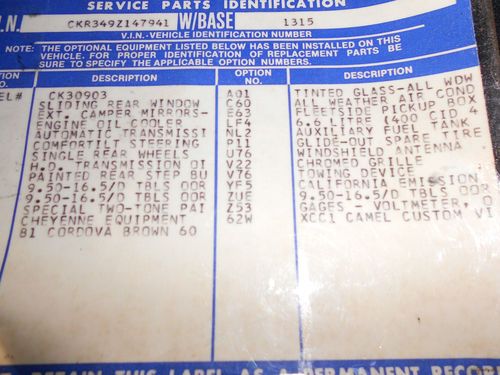 SERVICE PARTS IDENTIFICATION
I.N. CKR349Z147941 W/BASE 1315
V.I.N.-VEHICLE IDENTIFICATION NUMBER
NOTE: THE OPTIONAL EQUIPMENT LISTED BELOW HAS BEEN INSTALLED ON THIS
VEHICLE. FOR PROPER IDENTIFICATION OF REPLACEMENT PARTS BE
SURE TO SPECIFY THE APPLICABLE OPTION NUMBERS.
DESCRIPTION OPTION NO. DESCRIPTION
EL# CK30903 A01 TINTED GLASS-ALL WDW
SLIDING REAR WINDOW C60 ALL WEATHER AIR COND
EXT. CAMPER MIRRORS- E63 FLEETSIDE PICKUP BOX
ENGINE OIL COOLER LF4 6.6 LITRE (400 CID 4
AUTOMATIC TRANSMISSI NL2 AUXILIARY FUEL TANK
COMFORTILT STEERING P11 GLIDE-OUT SPARE TIRE
SINGLE REAR WHEELS U76 WINDSHIELD ANTENNA
H.D. TRANSMISSION OI V22 CHROMED GRILLE
PAINTED REAR STEP BU V76 TOWING DEVICE
9.50-16.5/D TBLS OOR YF5 CALIFORNIA EMISSION
9.50-16.5/D TBLS OOR ZUE 9.50-16.5/ TBLS OOR
SPECIAL TWO-TONE PAI Z53 GAGES - VOLTMETER, O
CHEYENNE EQUIPMENT 62W XCC1 CAMEL CUSTOM VI
81 CORDOVA BROWN 60
RETAIN THIS LABEL AS A PERMANENT RECOR